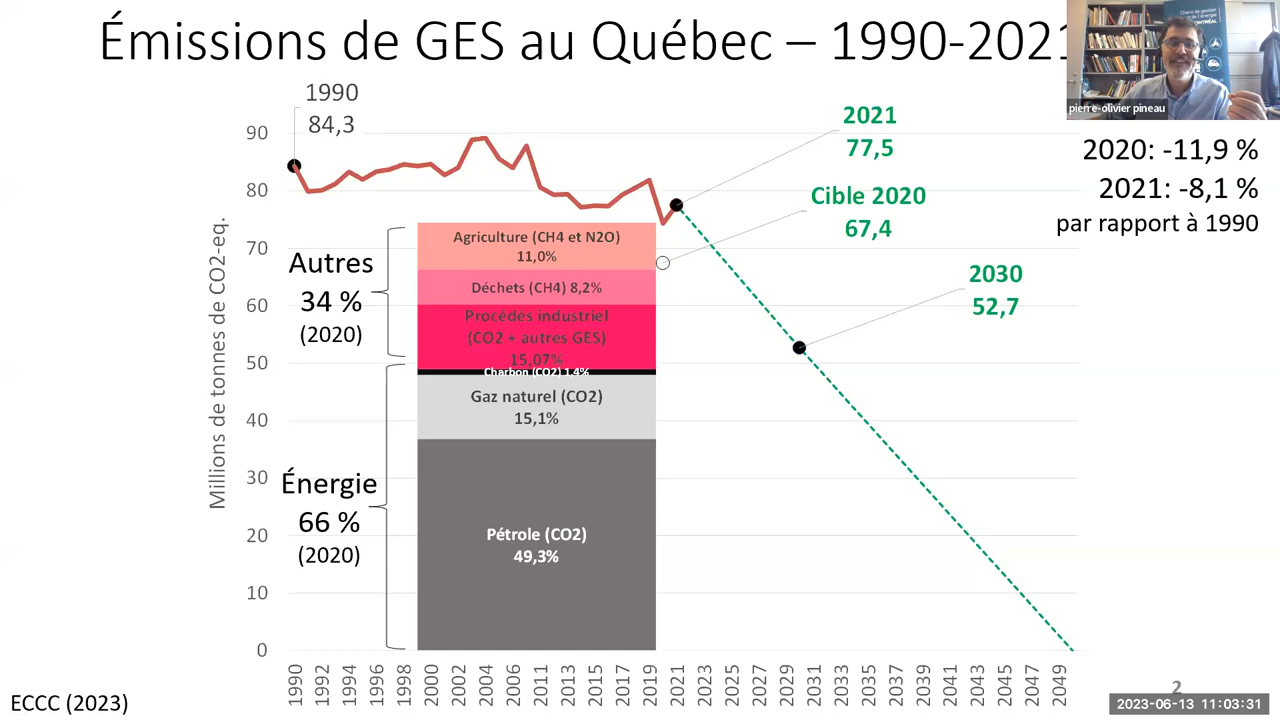 Émissions de GES au Québec – 1990-2021
pierre-olivier pineau
1990
84,3
2021
77,5
Cible 2020
67,4
2030
52,7
2020: -11,9 %
2021: -8,1 %
par rapport à 1990
Millions de tonnes de CO2-eq.
90
80
70
60
50
40
30
20
10
0
Autres
34 %
(2020)
Énergie
66 %
(2020)
Agriculture (CH4 et N2O)
11,0%
Déchets (CH4) 8,2%
Procédés industriel
(CO2 + autres GES)
15,07%
Charbon (CO2) 1.4%
Gaz naturel (CO2)
15,1%
Pétrole (CO2)
49,3%
1990 1992 1994 1996 1998 2000 2002 2004 2006 2011 2013 2015 2017 2019 2021 2023 2025 2027 2029 2031 2033 2035 2037 2039 2041 2043 2045 2047 2049
ECCC (2023)
2
2023-06-13 11:03:31